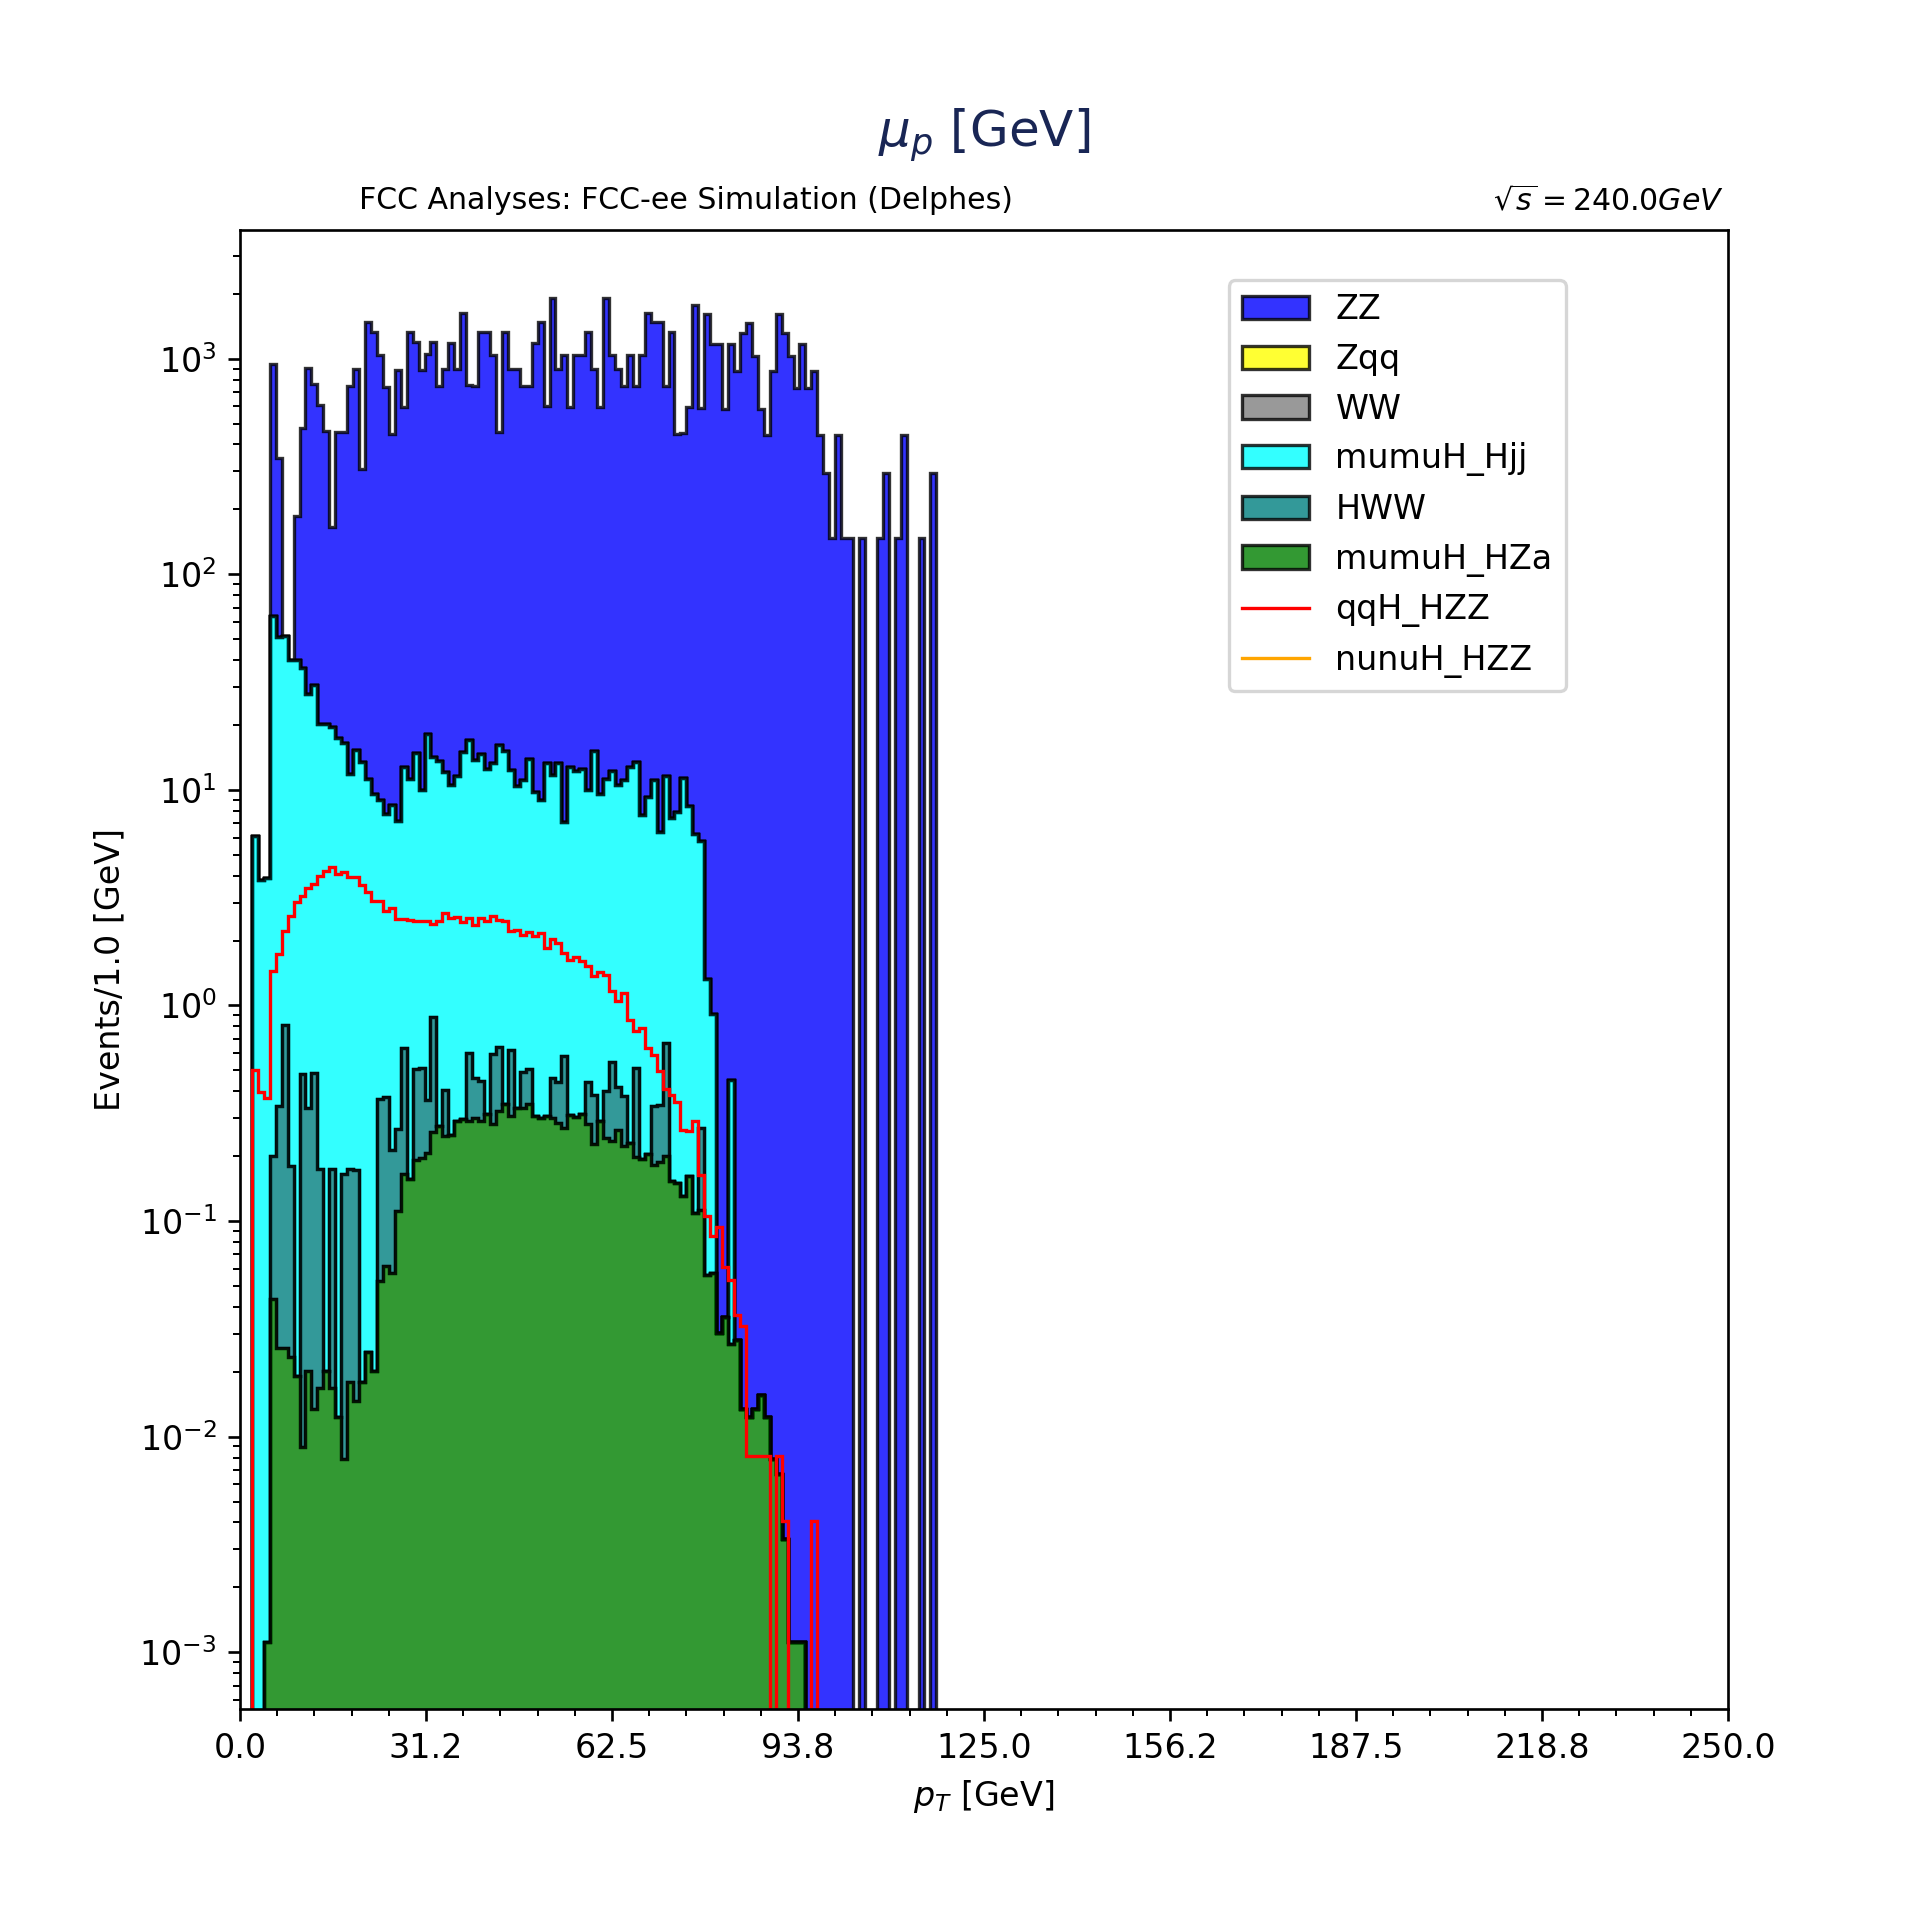 μ_p [GeV]
FCC Analyses: FCC-ee Simulation (Delphes)
√s = 240.0GeV
ZZ
Zqq
WW
mumuH_Hjj
HWW
mumuH_HZa
qqH_HZZ
nunuH_HZZ
10³
10²
10¹
10⁰
10⁻¹
10⁻²
10⁻³
Events/1.0 [GeV]
0.0 31.2 62.5 93.8 125.0 156.2 187.5 218.8 250.0
p_T [GeV]